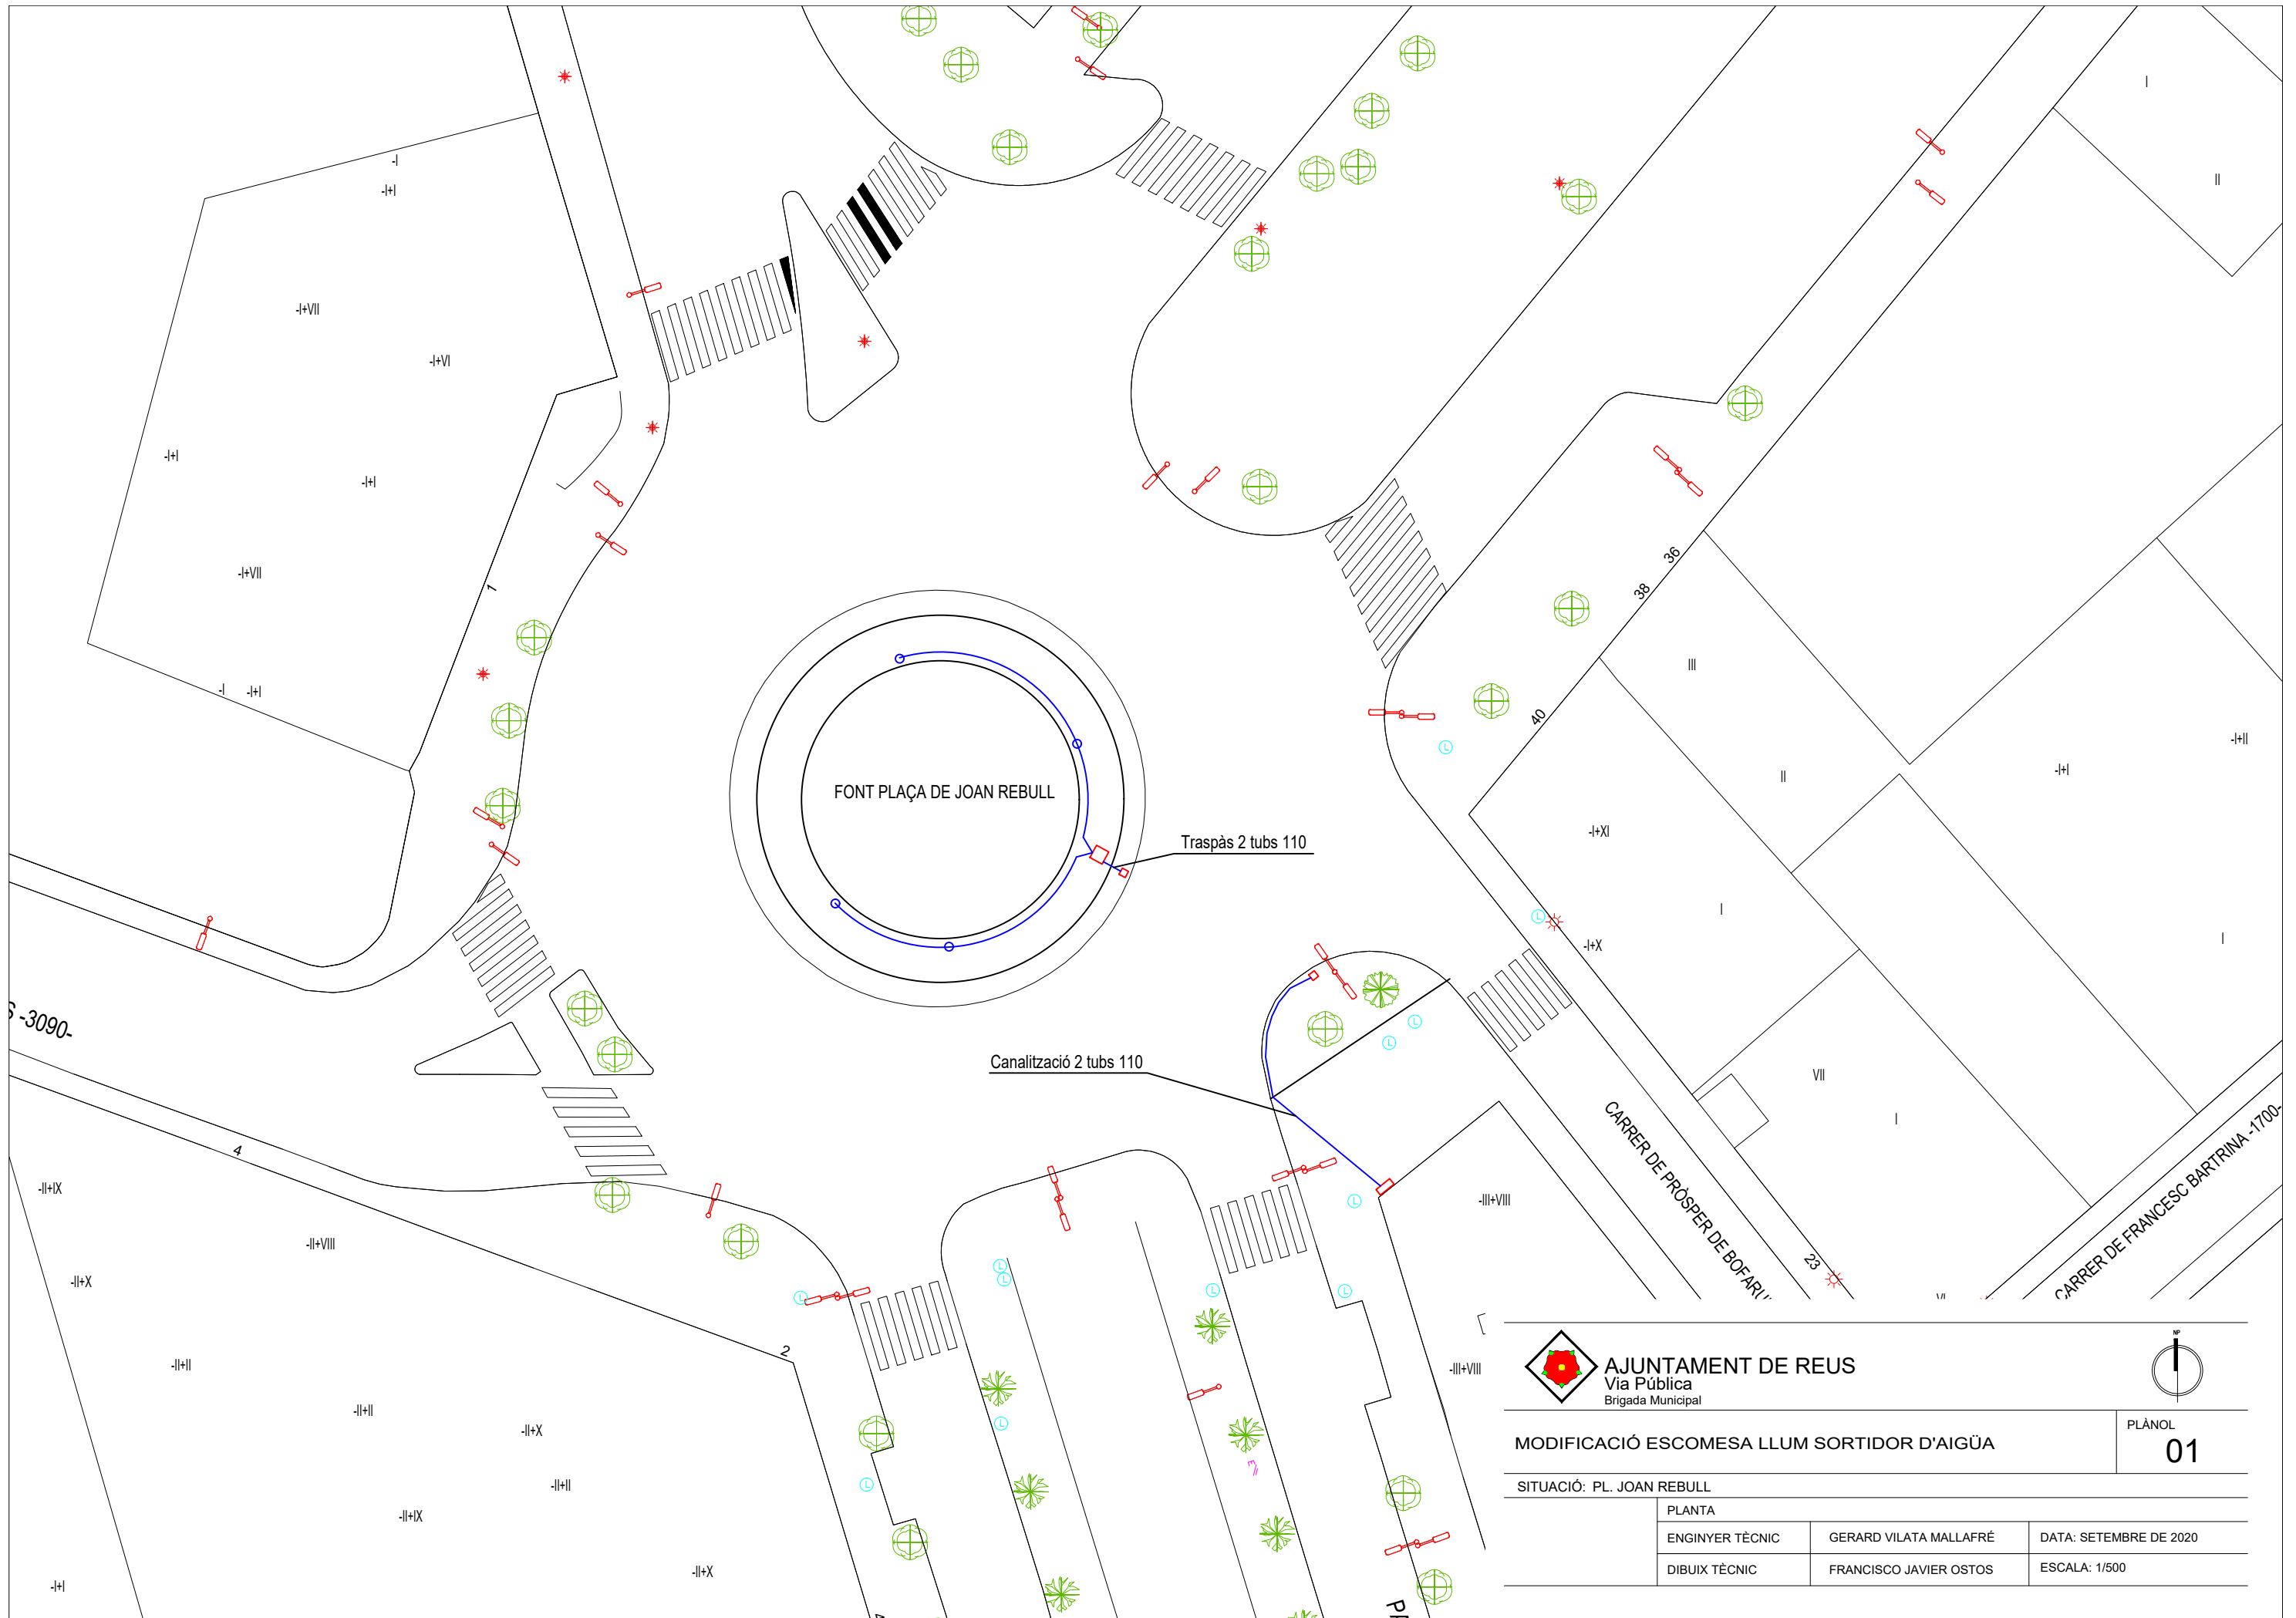 -I
-I+I
-I+VII
-I+VI
-I+I
-I+I
-I+VII
1
-I
-I+I
I
II
36
38
40
III
II
-I+II
-I+I
-I+XI
I
-I+X
I
VII
I
FONT PLAÇA DE JOAN REBULL
Traspàs 2 tubs 110
Canalització 2 tubs 110
-3090-
4
-II+IX
-II+VIII
-II+X
-II+II
-II+II
-II+X
-II+II
-II+IX
-II+X
-I+I
2
L
L
L
L
L
L
L
L
L
L
L
L
L
-III+VIII
-III+VIII
CARRER DE PRÒSPER DE
23
CARRER DE FRANCESC BARTRINA -1700-
AJUNTAMENT DE REUS
Via Pública
Brigada Municipal
NP
MODIFICACIÓ ESCOMESA LLUM SORTIDOR D'AIGÜA
PLÀNOL
01
SITUACIÓ: PL. JOAN REBULL
PLANTA
ENGINYER TÈCNIC
GERARD VILATA MALLAFRÉ
DATA: SETEMBRE DE 2020
DIBUIX TÈCNIC
FRANCISCO JAVIER OSTOS
ESCALA: 1/500